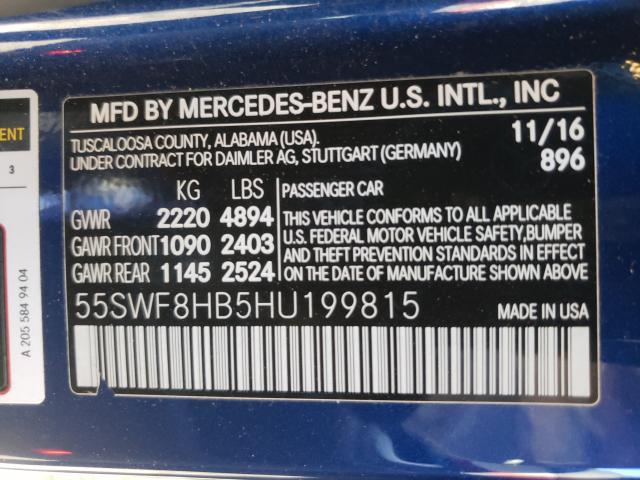 MFD BY MERCEDES-BENZ U.S. INTL., INC
TUSCALOOSA COUNTY, ALABAMA (USA). 11/16
UNDER CONTRACT FOR DAIMLER AG, STUTTGART (GERMANY) 896
KG LBS
GVWR 2220 4894
GAWR FRONT 1090 2403
GAWR REAR 1145 2524
PASSENGER CAR
THIS VEHICLE CONFORMS TO ALL APPLICABLE
U.S. FEDERAL MOTOR VEHICLE SAFETY,BUMPER
AND THEFT PREVENTION STANDARDS IN EFFECT
ON THE DATE OF MANUFACTURE SHOWN ABOVE
55SWF8HB5HU199815 MADE IN USA
3
A 205 584 94 04